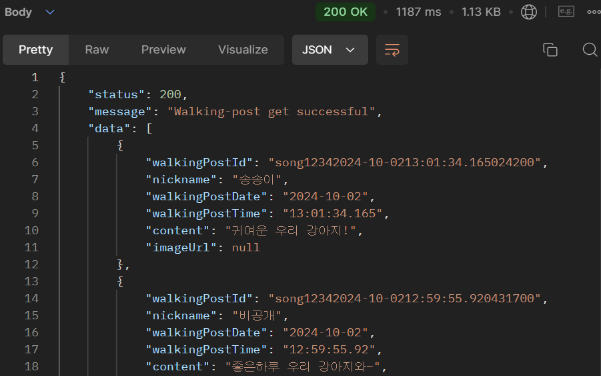 Body 200 OK 1187 ms 1.13 KB
Pretty Raw Preview Visualize JSON
1 {
2 "status": 200,
3 "message": "Walking-post get successful",
4 "data": [
5 {
6 "walkingPostId": "song12342024-10-0213:01:34.165024200",
7 "nickname": "송송이",
8 "walkingPostDate": "2024-10-02",
9 "walkingPostTime": "13:01:34.165",
10 "content": "귀여운 우리 강아지!",
11 "imageUrl": null
12 },
13 {
14 "walkingPostId": "song12342024-10-0212:59:55.920431700",
15 "nickname": "비공개",
16 "walkingPostDate": "2024-10-02",
17 "walkingPostTime": "12:59:55.92",
18 "content": "좋은하루 우리 강아지와~",